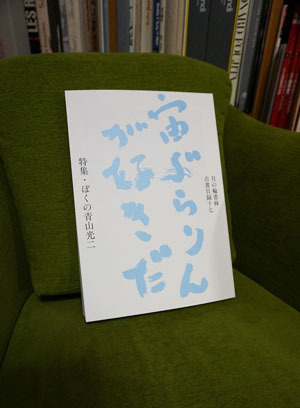 月の輪書林
古書目録十七
宙ぶらりん
が好きだ
特集・ぼくの青山光二